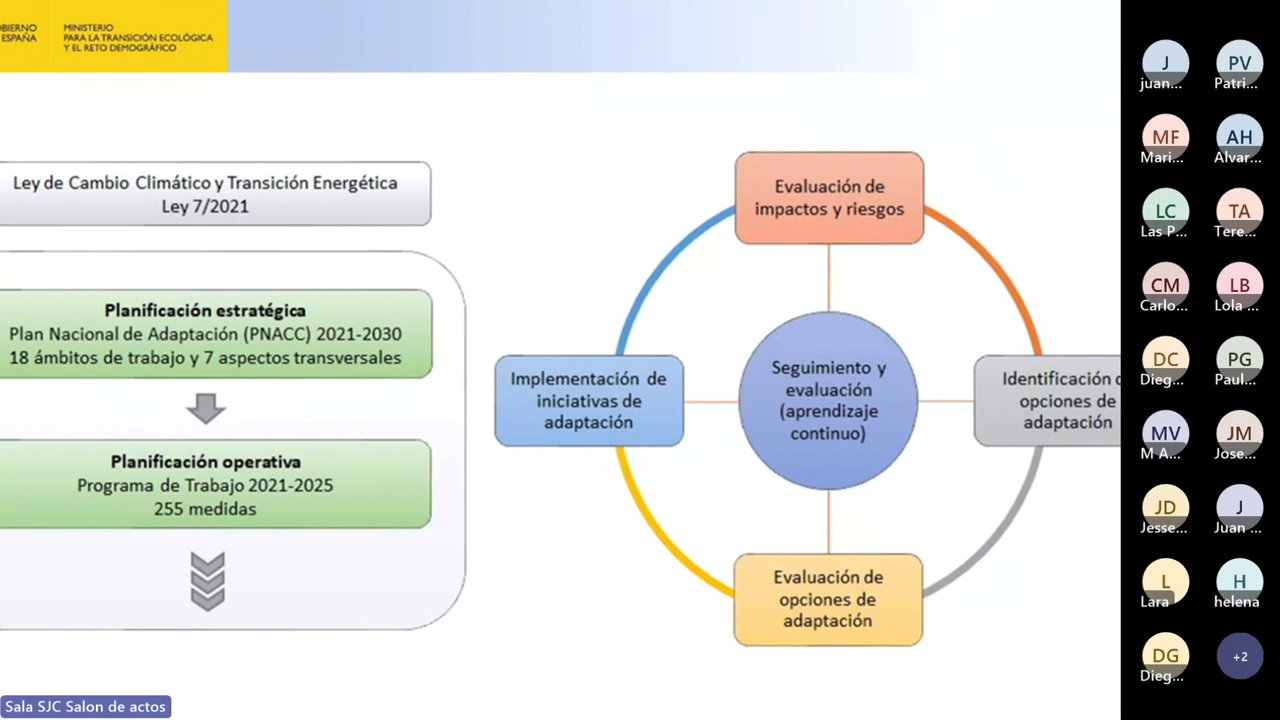 OBIERNO
ESPAÑA
MINISTERIO
PARA LA TRANSICIÓN ECOLÓGICA
Y EL RETO DEMOGRÁFICO
Ley de Cambio Climático y Transición Energética
Ley 7/2021
Planificación estratégica
Plan Nacional de Adaptación (PNACC) 2021-2030
18 ámbitos de trabajo y 7 aspectos transversales
Planificación operativa
Programa de Trabajo 2021-2025
255 medidas
Evaluación de
impactos y riesgos
Implementación de
iniciativas de
adaptación
Seguimiento y
evaluación
(aprendizaje
continuo)
Identificación
opciones de
adaptación
Evaluación de
opciones de
adaptación
Sala SJC Salon de actos
J
juan...
PV
Patri...
MF
Mari...
AH
Alvar...
LC
Las P...
TA
Tere...
CM
Carlo...
LB
Lola ...
DC
Dieg...
PG
Paul...
MV
M A...
JM
Jose...
JD
Jesse...
J
Juan ...
L
Lara
H
helena
DG
Dieg...
+2